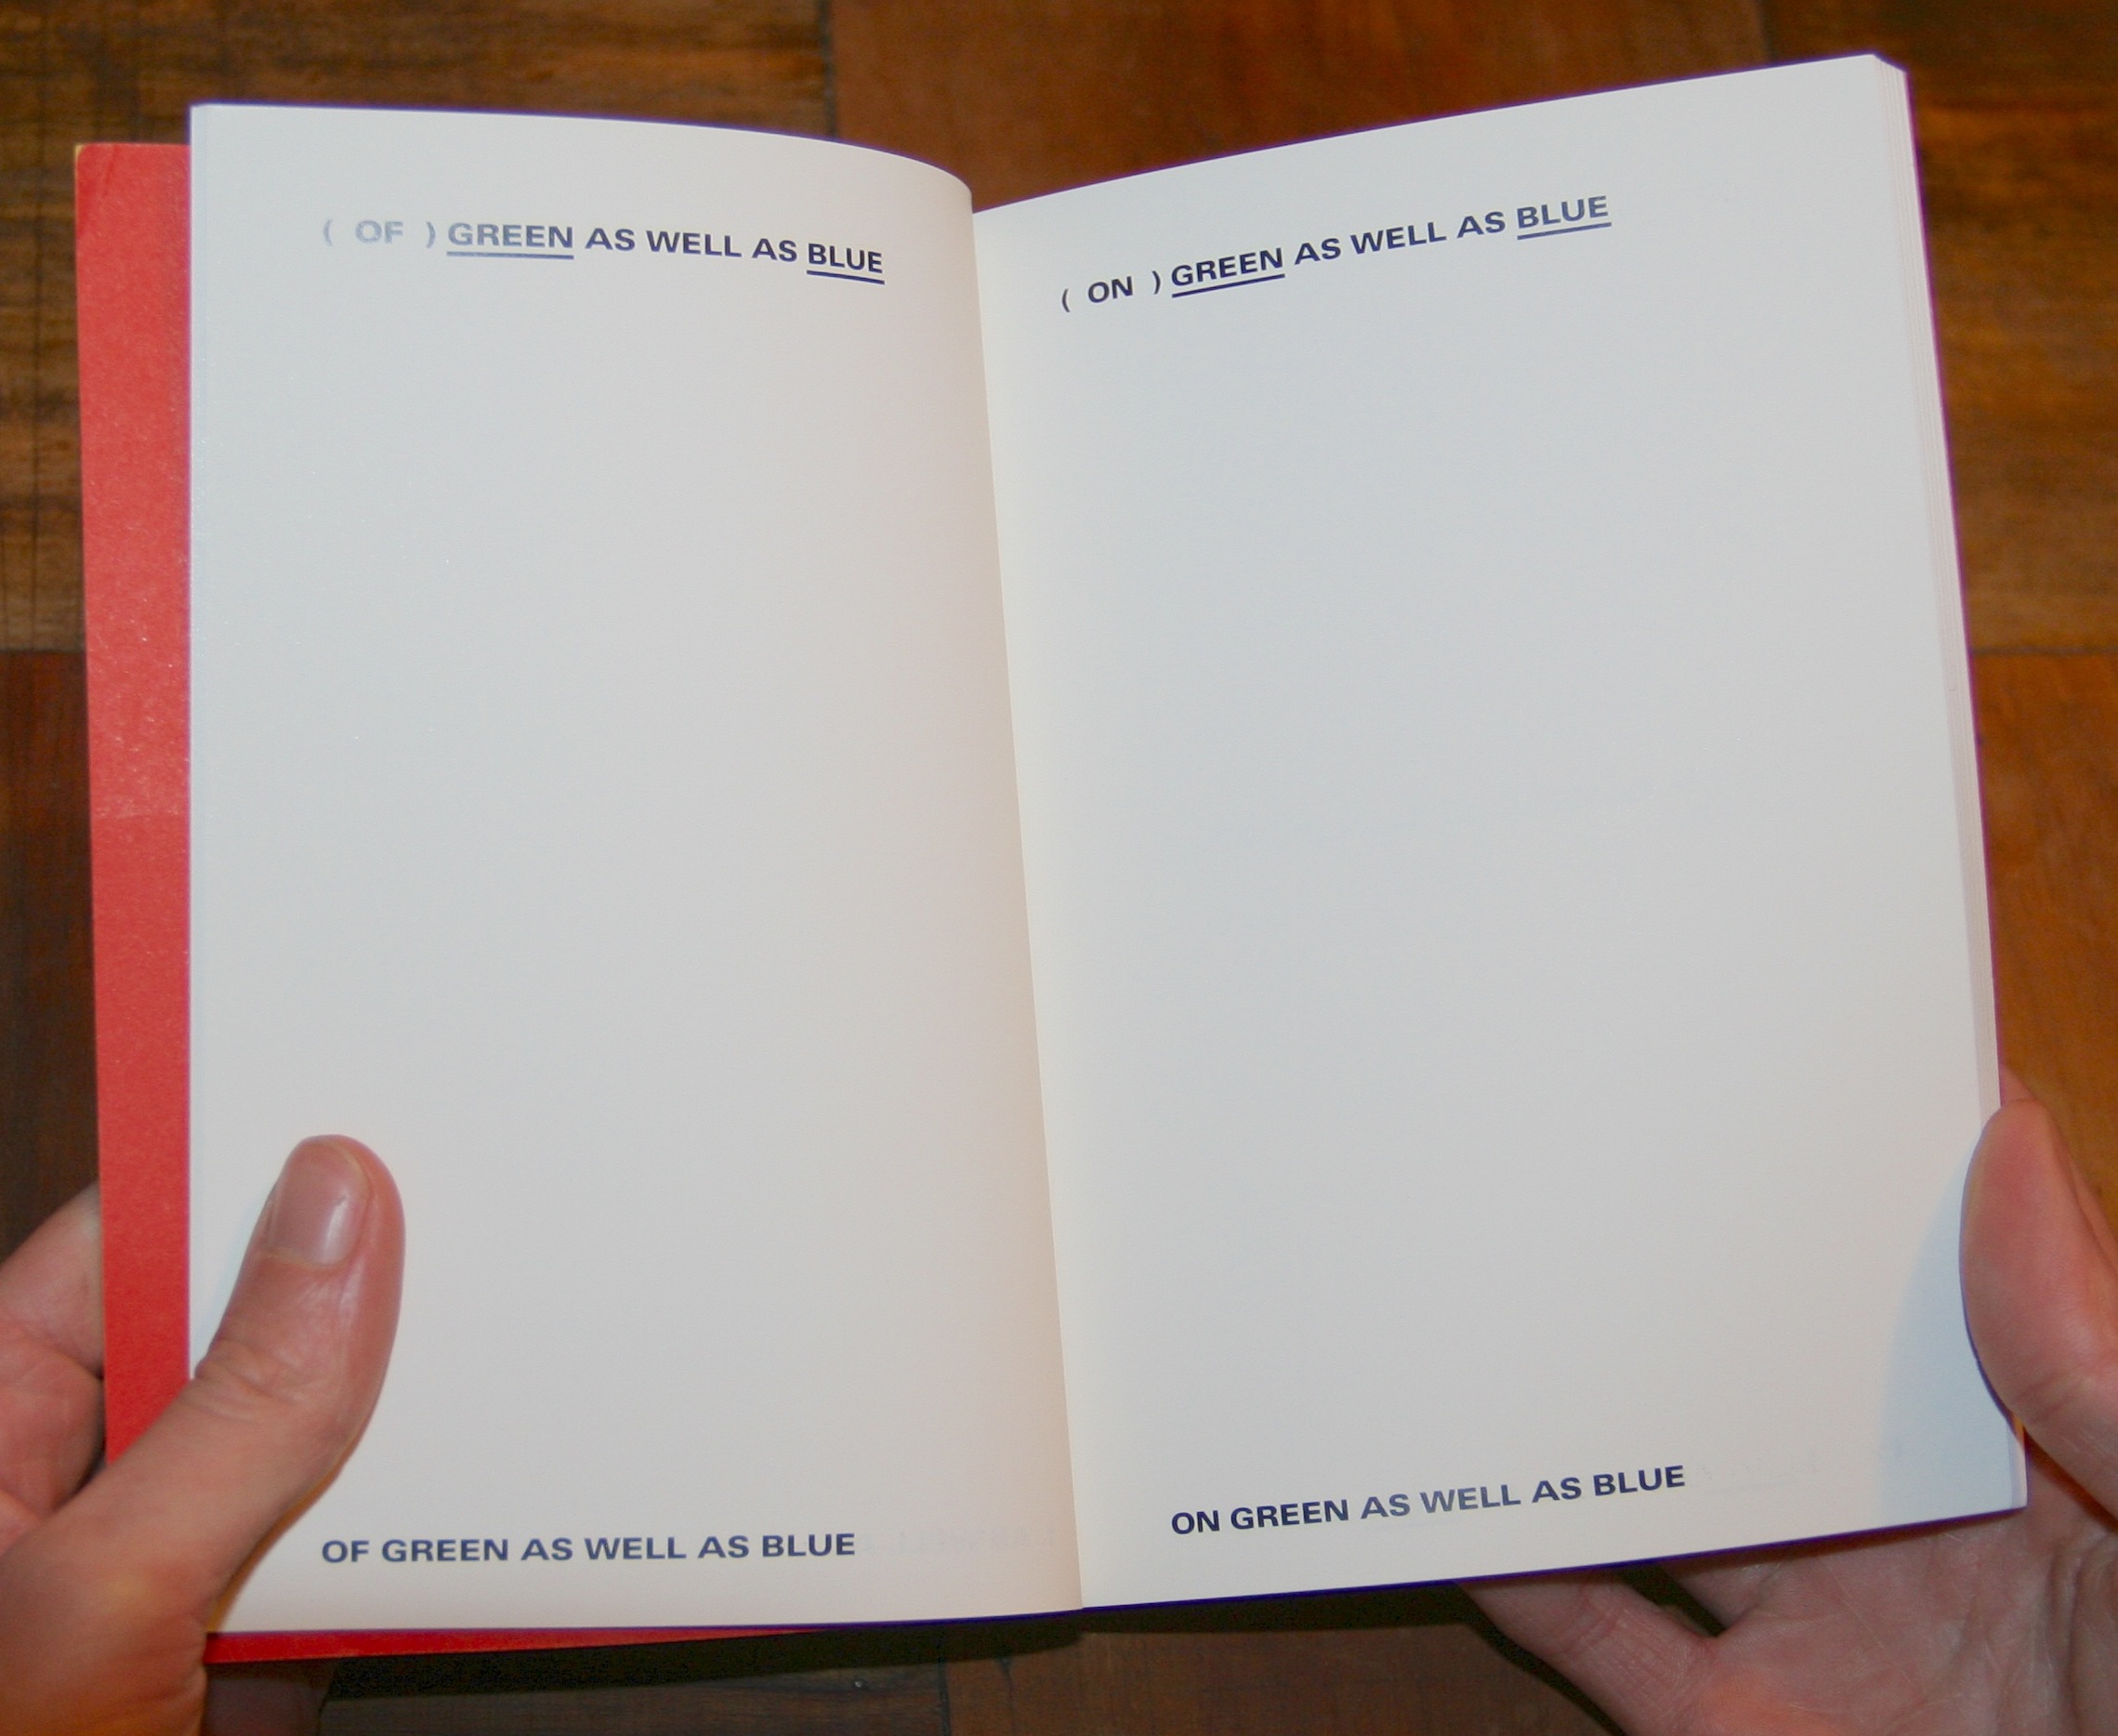 ( OF ) GREEN AS WELL AS BLUE
OF GREEN AS WELL AS BLUE
( ON ) GREEN AS WELL AS BLUE
ON GREEN AS WELL AS BLUE